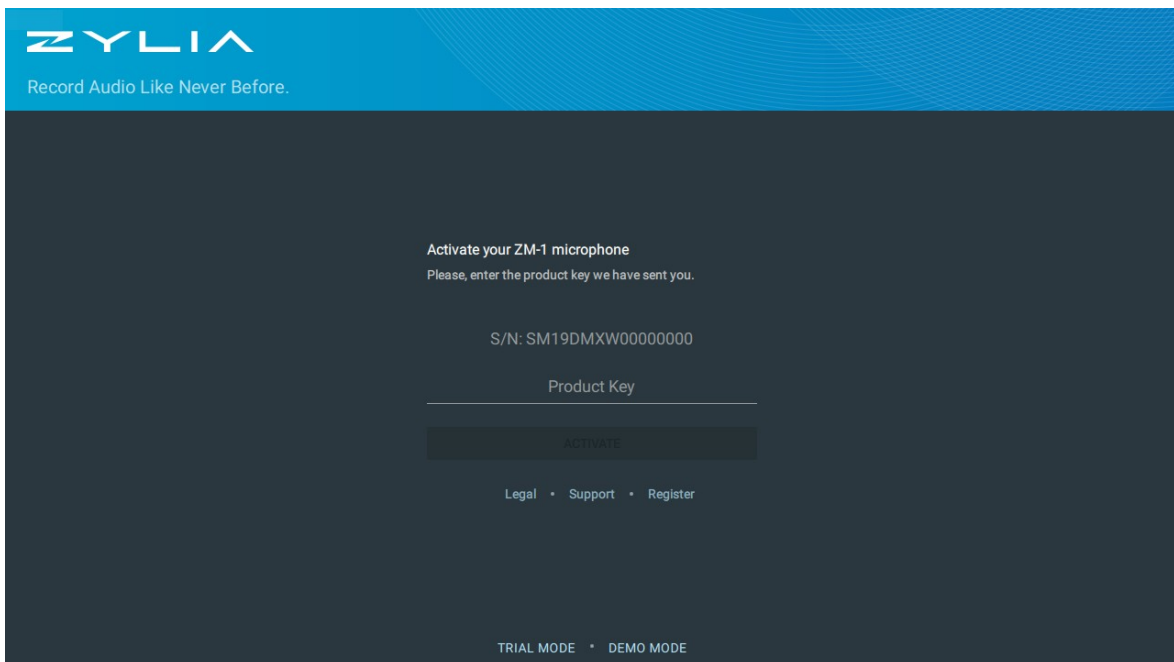 ZYLIA
Record Audio Like Never Before.
Activate your ZM-1 microphone
Please, enter the product key we have sent you.
S/N: SM19DMXW00000000
Product Key
ACTIVATE
Legal • Support • Register
TRIAL MODE • DEMO MODE